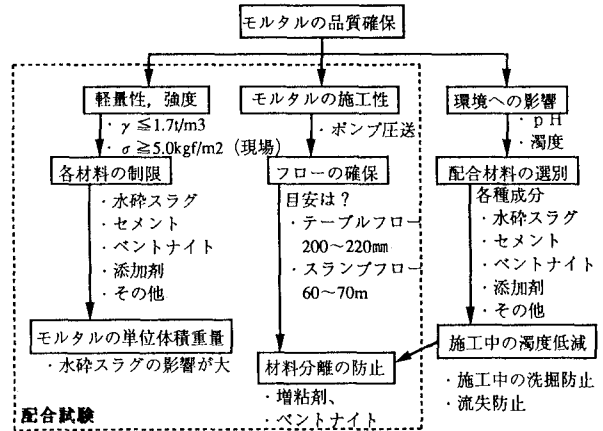 モルタルの品質確保
軽量性，強度
・γ≦1.7t/m3
・σ≧5.0kgf/m2（現場）
各材料の制限
・水砕スラグ
・セメント
・ベントナイト
・添加剤
・その他
モルタルの単位体積重量
・水砕スラグの影響が大
モルタルの施工性
・ポンプ圧送
フローの確保
目安は？
・テーブルフロー
200～220mm
・スランプフロー
60～70m
材料分離の防止
・増粘剤、
・ベントナイト
環境への影響
・pH
・濁度
配合材料の選別
各種成分
・水砕スラグ
・セメント
・ベントナイト
・添加剤
・その他
施工中の濁度低減
・施工中の洗掘防止
・流失防止
配合試験